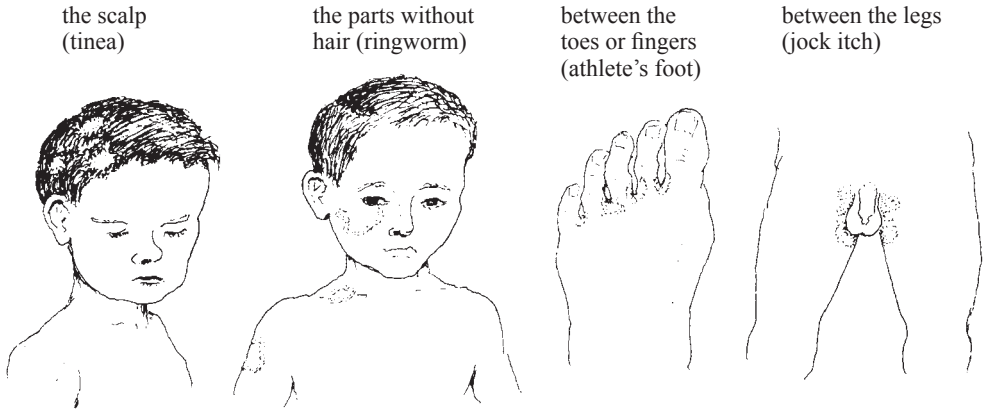 the scalp
(tinea)
the parts without
hair (ringworm)
between the
toes or fingers
(athlete’s foot)
between the legs
(jock itch)